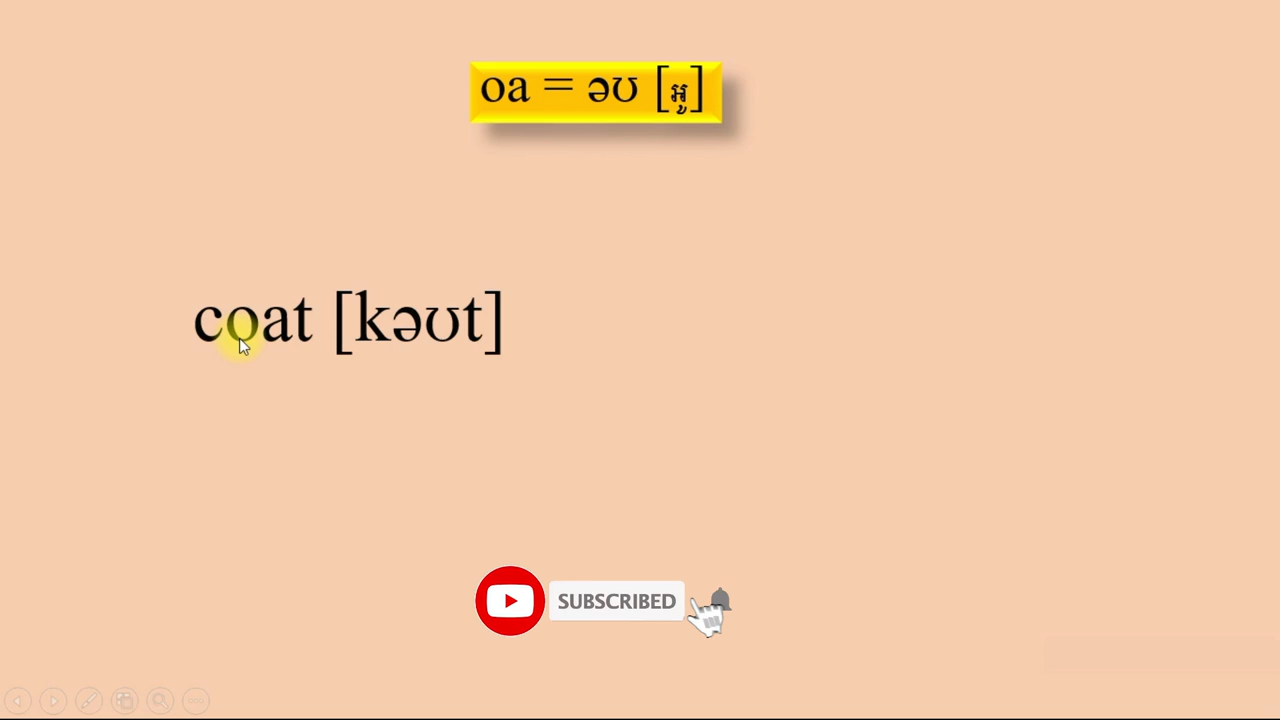 oa = əʊ [អូ]
coat [kəʊt]
SUBSCRIBED